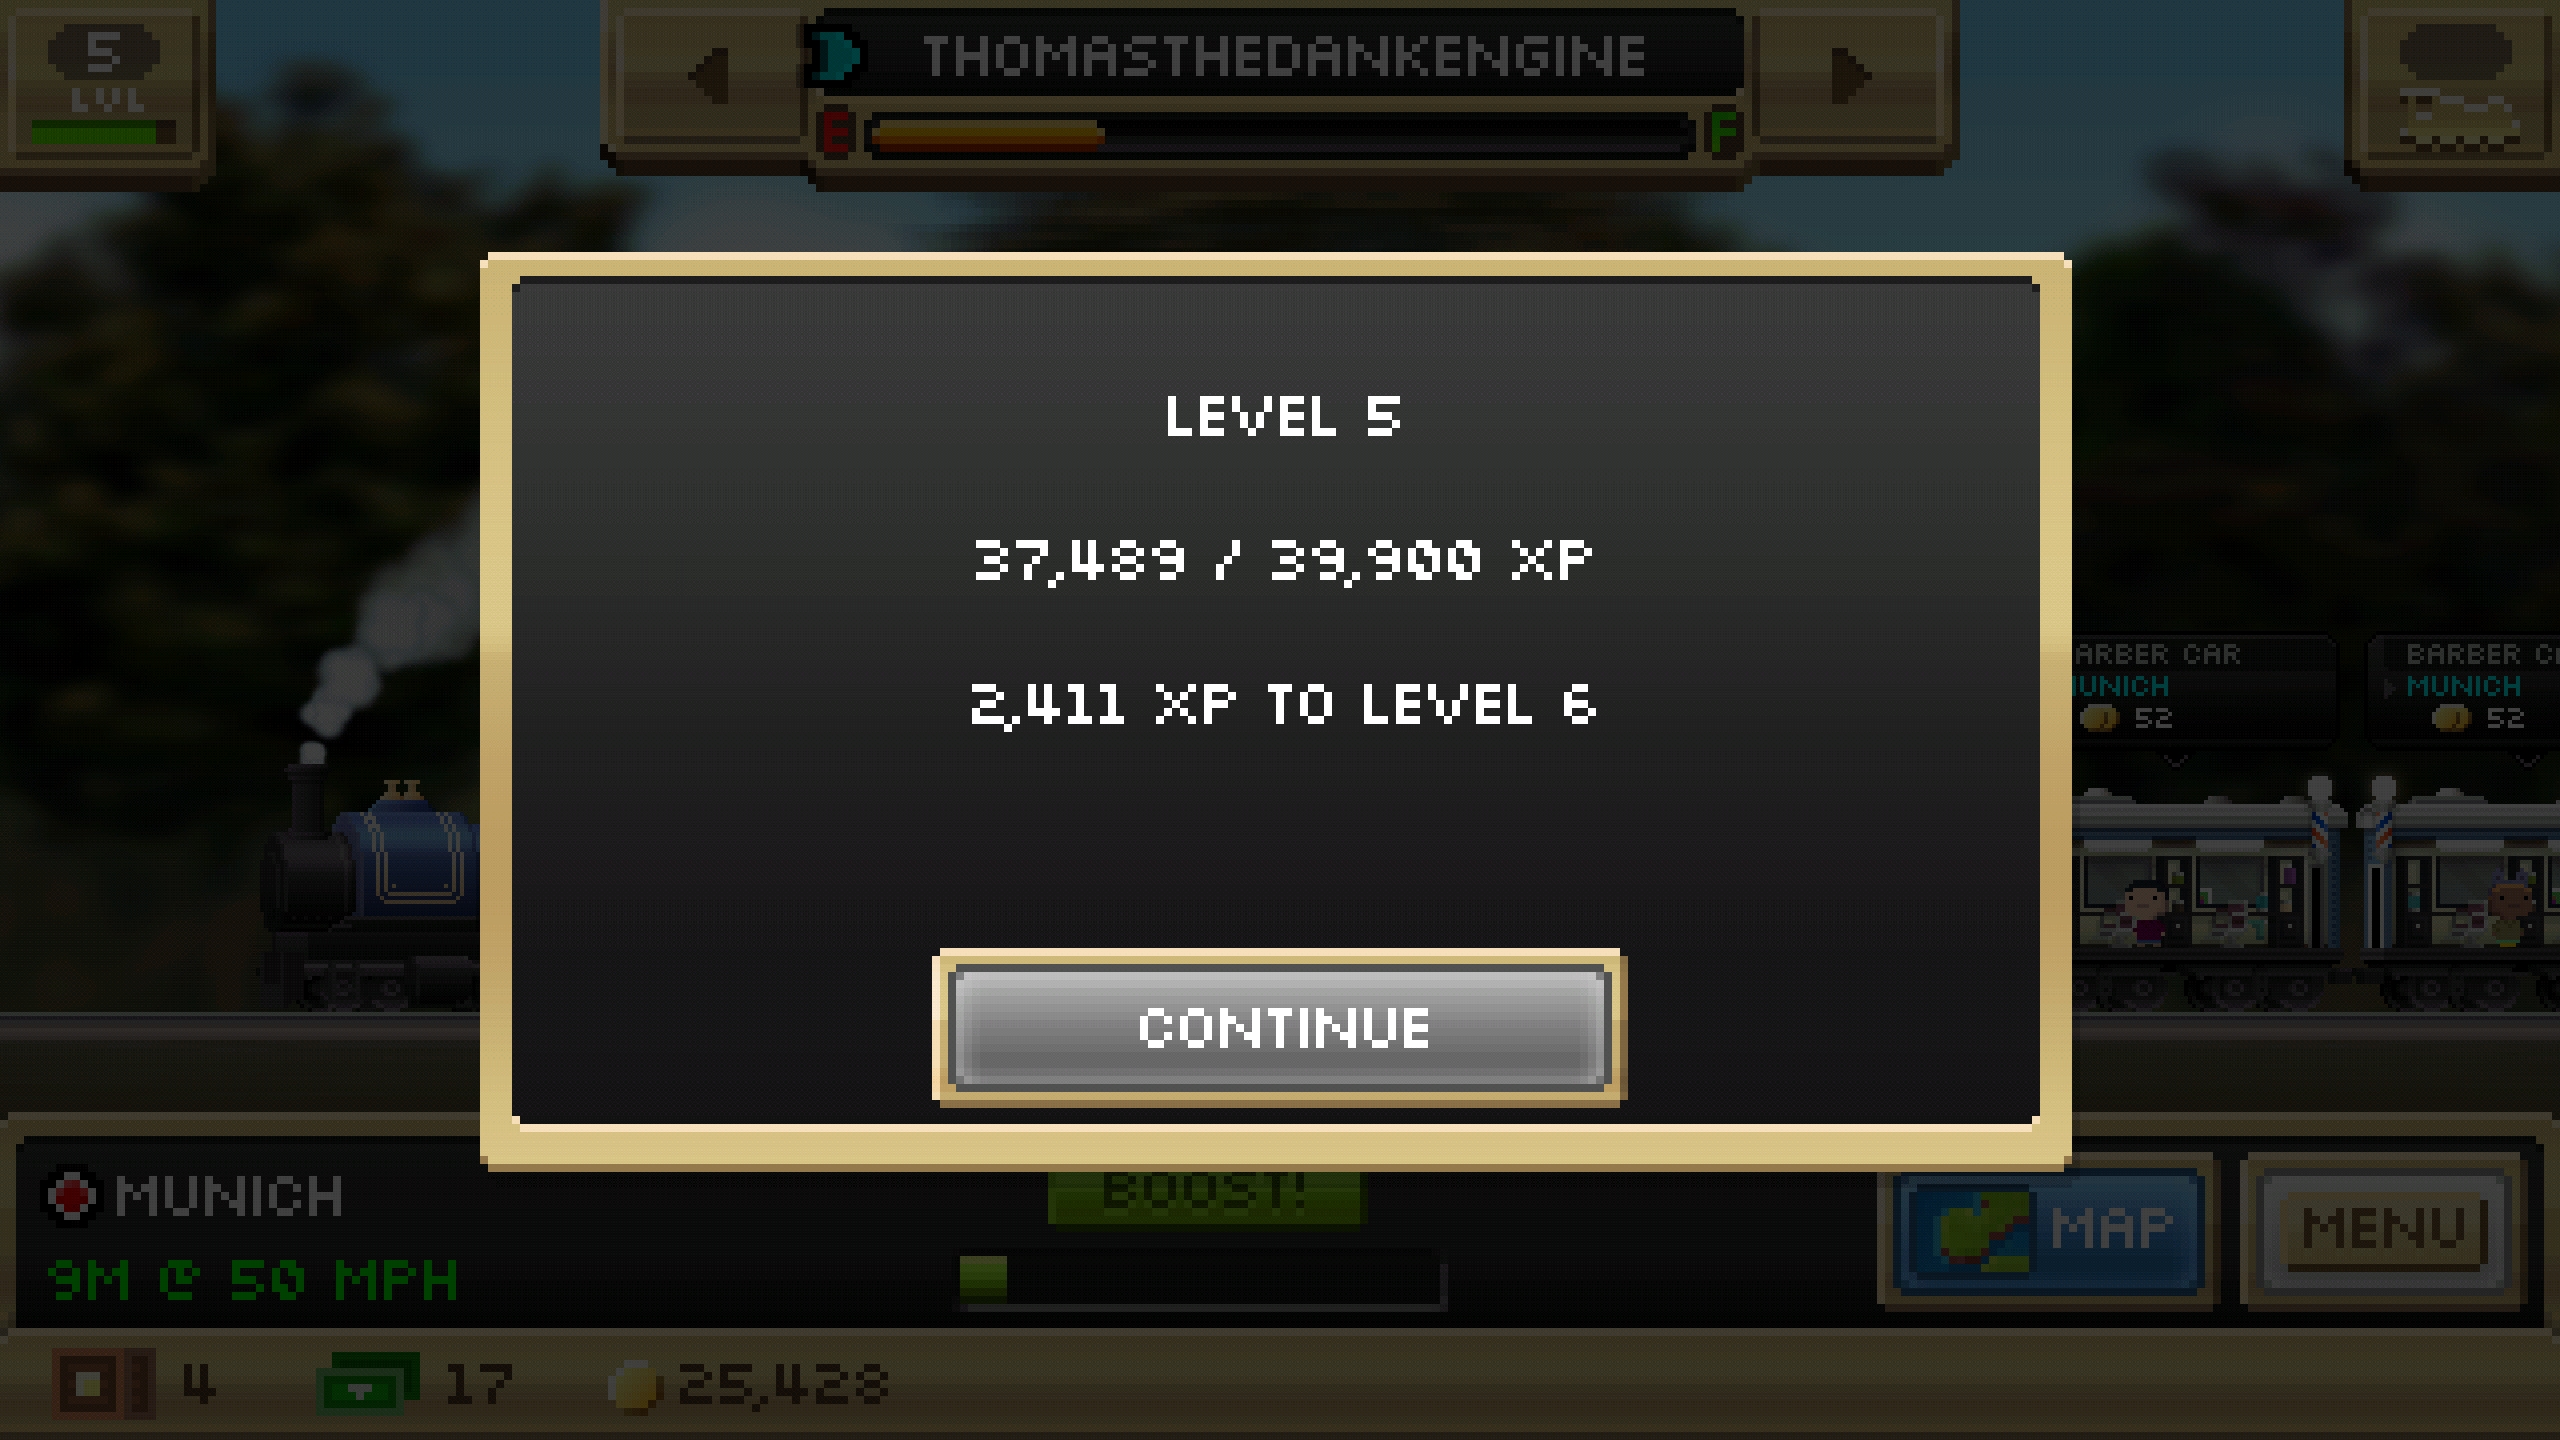 5
LVL
THOMASTHEDANKENGINE
E F
LEVEL 5
37,489 / 39,900 XP
2,411 XP TO LEVEL 6
CONTINUE
ARBER CAR
MUNICH
52
BARBER C
MUNICH
52
MUNICH
9M @ 50 MPH
BOOST!
MAP
MENU
4
17
25,428